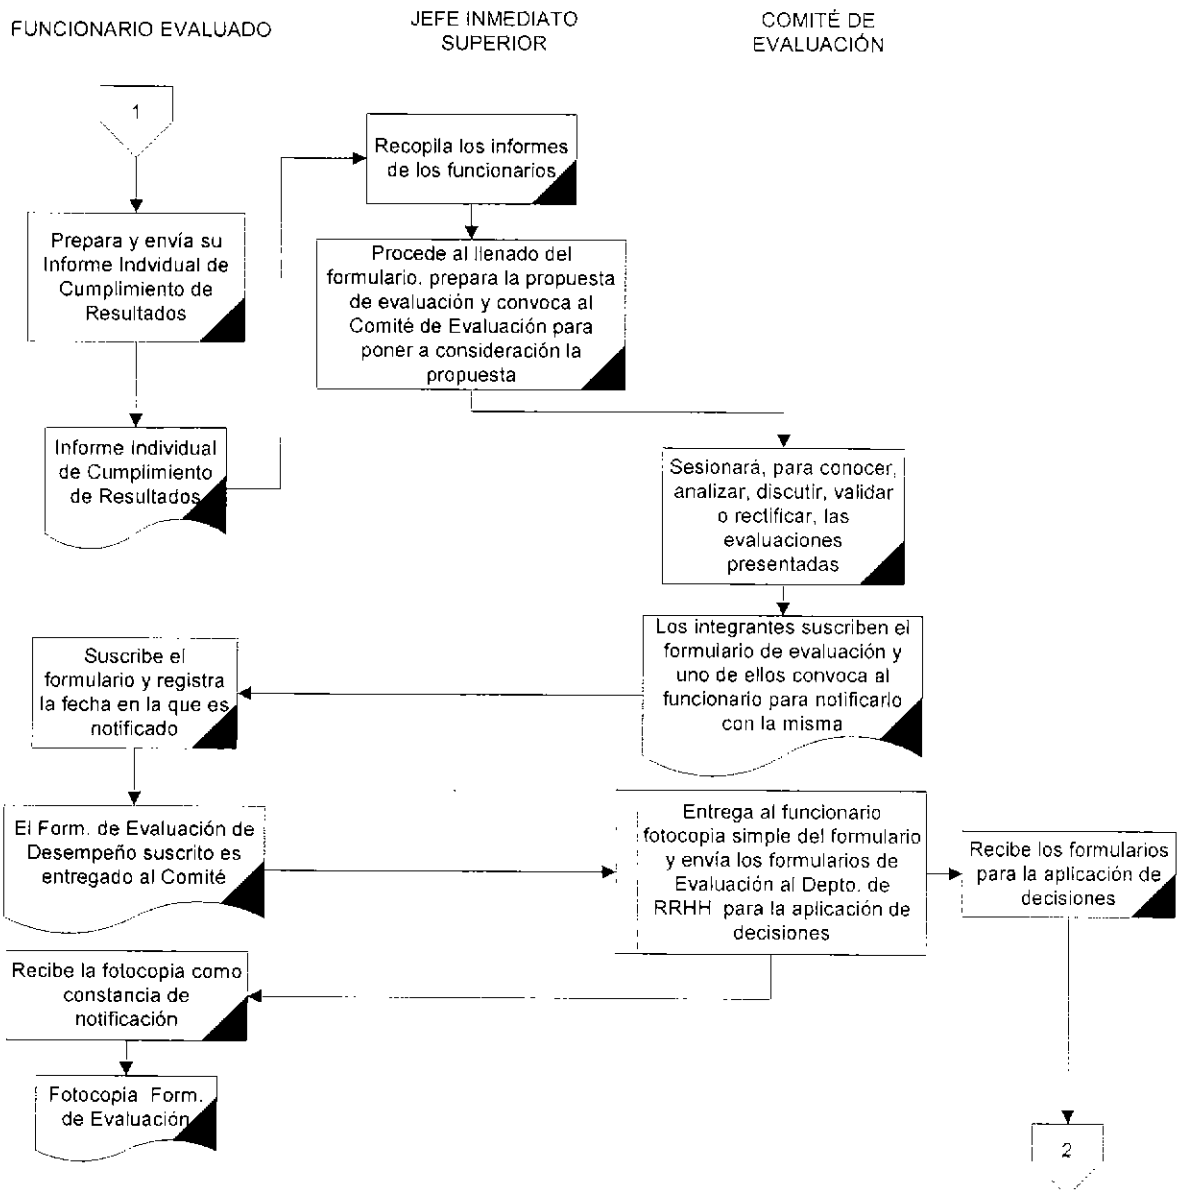 FUNCIONARIO EVALUADO
JEFE INMEDIATO
SUPERIOR
COMITÉ DE
EVALUACIÓN
1
Prepara y envía su
Informe Indvidual de
Cumplimiento de
Resultados
Informe individual
de Cumplimiento
de Resultados
Recopila los informes
de los funcionarios
Procede al llenado del
formulario, prepara la propuesta
de evaluación y convoca al
Comité de Evaluación para
poner a consideración la
propuesta
Sesionará, para conocer,
analizar, discutir, validar
o rectificar, las
evaluaciones
presentadas
Los integrantes suscriben el
formulario de evaluación y
uno de ellos convoca al
funcionario para notificarlo
con la misma
Suscribe el
formulario y registra
la fecha en la que es
notificado
El Form. de Evaluación de
Desempeño suscrito es
entregado al Comité
Entrega al funcionario
fotocopia simple del formulario
y envía los formularios de
Evaluación al Depto. de
RRHH para la aplicación de
decisiones
Recibe los formularios
para la aplicación de
decisiones
Recibe la fotocopia como
constancia de
notificación
Fotocopia Form.
de Evaluación
2